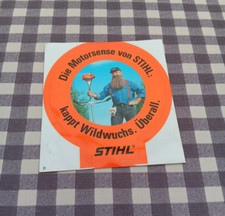 Die Motorsense von STIHL:
kappt Wildwuchs. Überall.
STIHL